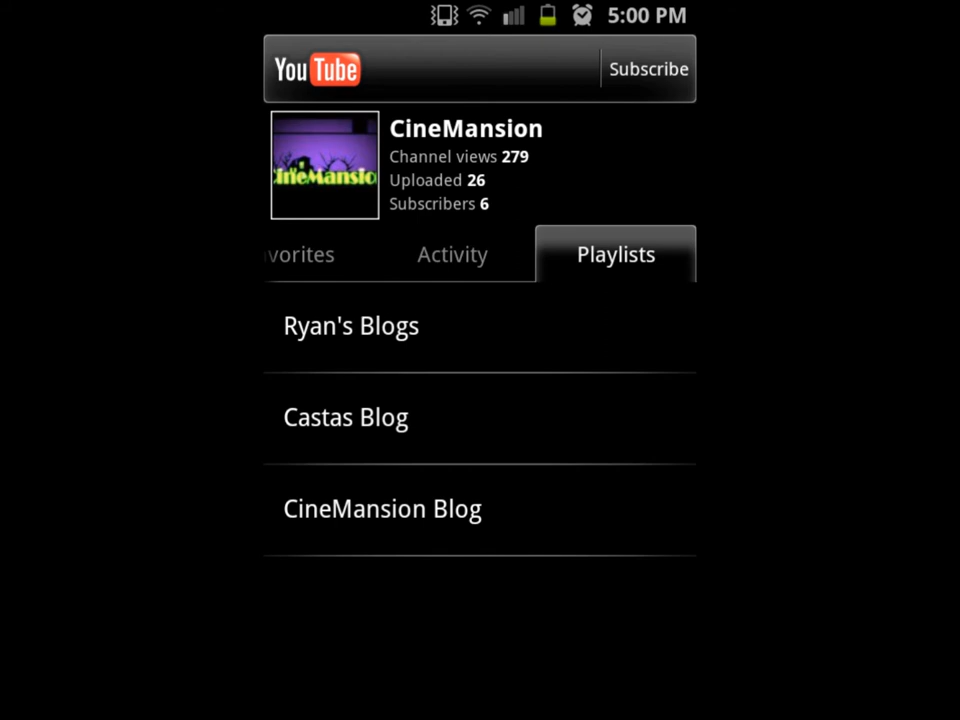 5:00 PM
YouTube
Subscribe
CineMansion
CineMansio
Channel views 279
Uploaded 26
Subscribers 6
vorites
Activity
Playlists
Ryan's Blogs
Castas Blog
CineMansion Blog